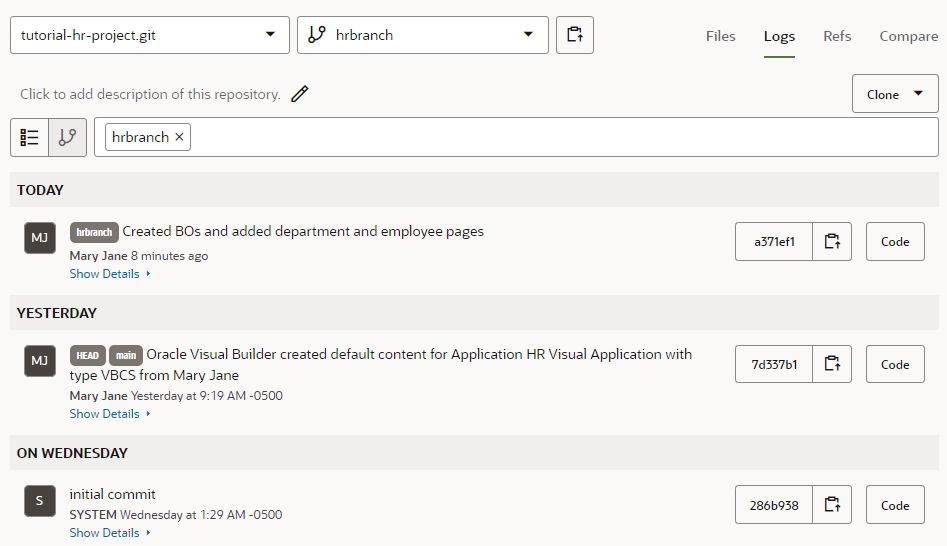 tutorial-hr-project.git
hrbranch
Files Logs Refs Compare
Click to add description of this repository.
Clone
hrbranch ×
TODAY
MJ
hrbranch Created BOs and added department and employee pages
Mary Jane 8 minutes ago
Show Details
a371ef1
Code
YESTERDAY
MJ
HEAD main Oracle Visual Builder created default content for Application HR Visual Application with
type VBCS from Mary Jane
Mary Jane Yesterday at 9:19 AM -0500
Show Details
7d337b1
Code
ON WEDNESDAY
S
initial commit
SYSTEM Wednesday at 1:29 AM -0500
Show Details
286b938
Code